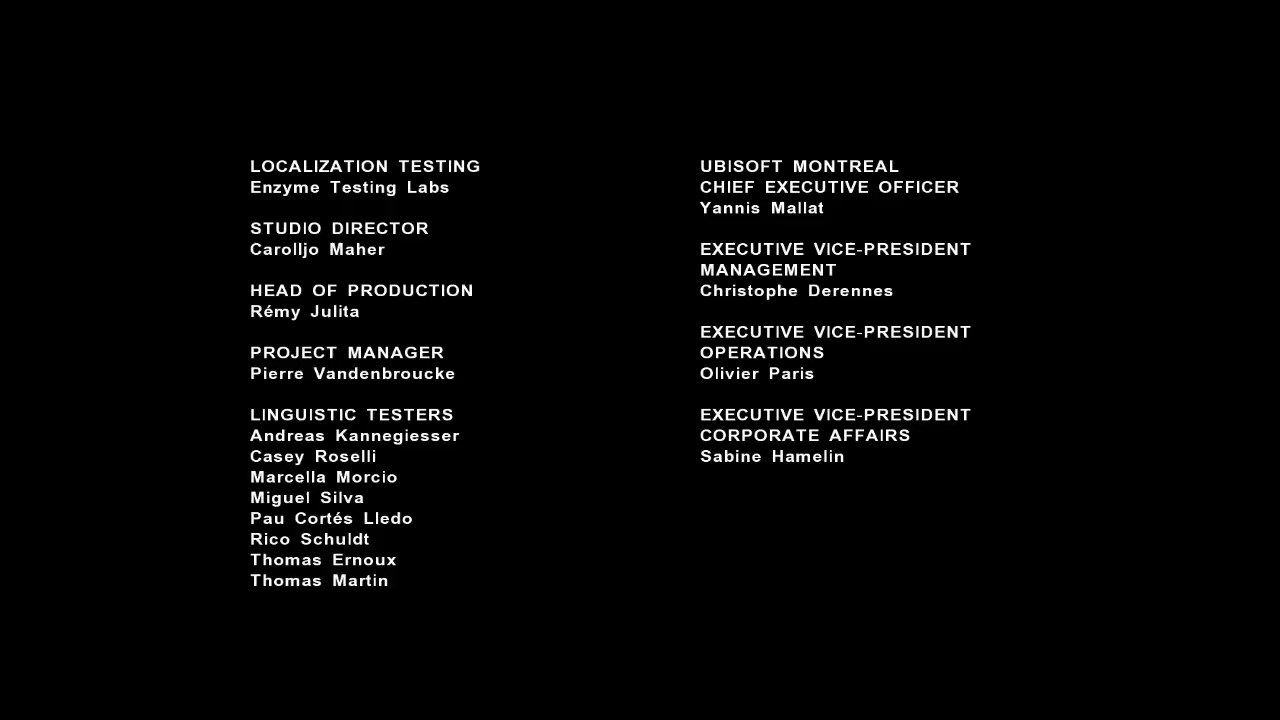 LOCALIZATION TESTING
Enzyme Testing Labs
STUDIO DIRECTOR
Carolljo Maher
HEAD OF PRODUCTION
Rémy Julita
PROJECT MANAGER
Pierre Vandenbroucke
LINGUISTIC TESTERS
Andreas Kannegiesser
Casey Roselli
Marcella Morcio
Miguel Silva
Pau Cortés Lledo
Rico Schuldt
Thomas Ernoux
Thomas Martin
UBISOFT MONTREAL
CHIEF EXECUTIVE OFFICER
Yannis Mallat
EXECUTIVE VICE-PRESIDENT
MANAGEMENT
Christophe Derennes
EXECUTIVE VICE-PRESIDENT
OPERATIONS
Olivier Paris
EXECUTIVE VICE-PRESIDENT
CORPORATE AFFAIRS
Sabine Hamelin